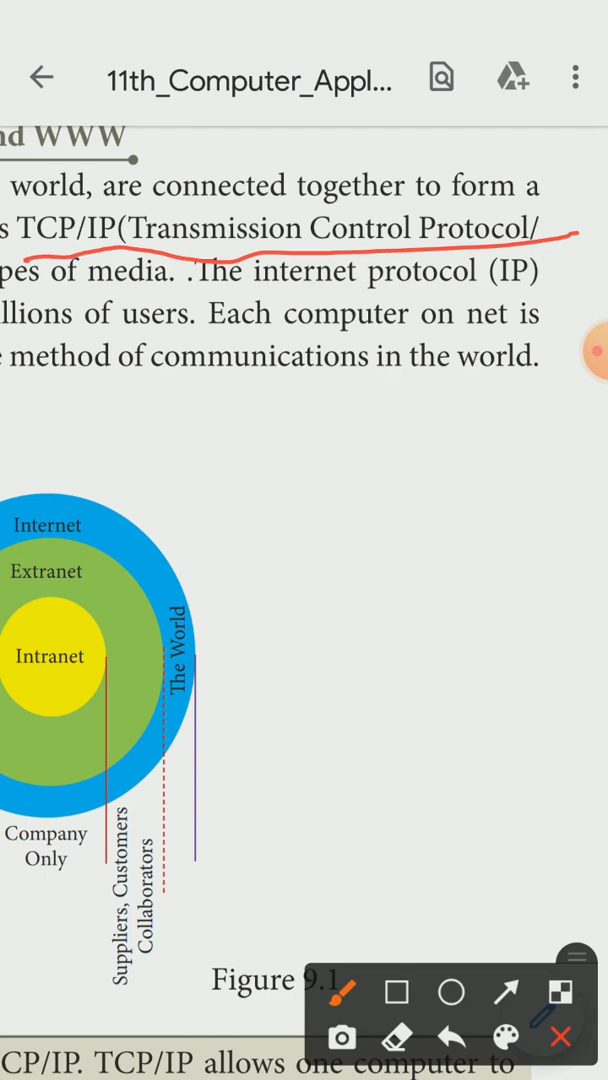 11th_Computer_Appl...
nd WWW
world, are connected together to form a
s TCP/IP(Transmission Control Protocol/
pes of media. .The internet protocol (IP)
illions of users. Each computer on net is
e method of communications in the world.
Internet
Extranet
Intranet
The World
Company
Only
Suppliers, Customers
Collaborators
Figure 9.1
CP/IP. TCP/IP allows one computer to